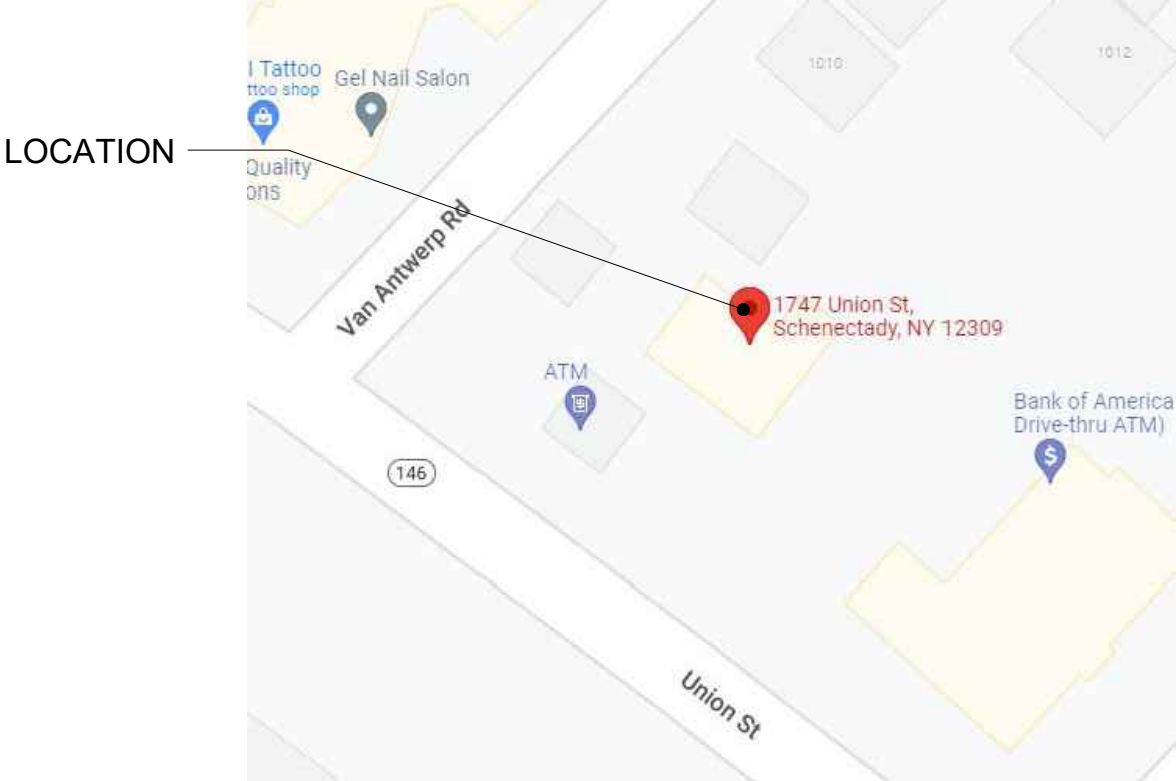 l Tattoo
ttoo shop
Gel Nail Salon
1010
1012
LOCATION
Quality
ons
Van Antwerp Rd
1747 Union St,
Schenectady, NY 12309
ATM
Bank of America
Drive-thru ATM)
$
146
Union St